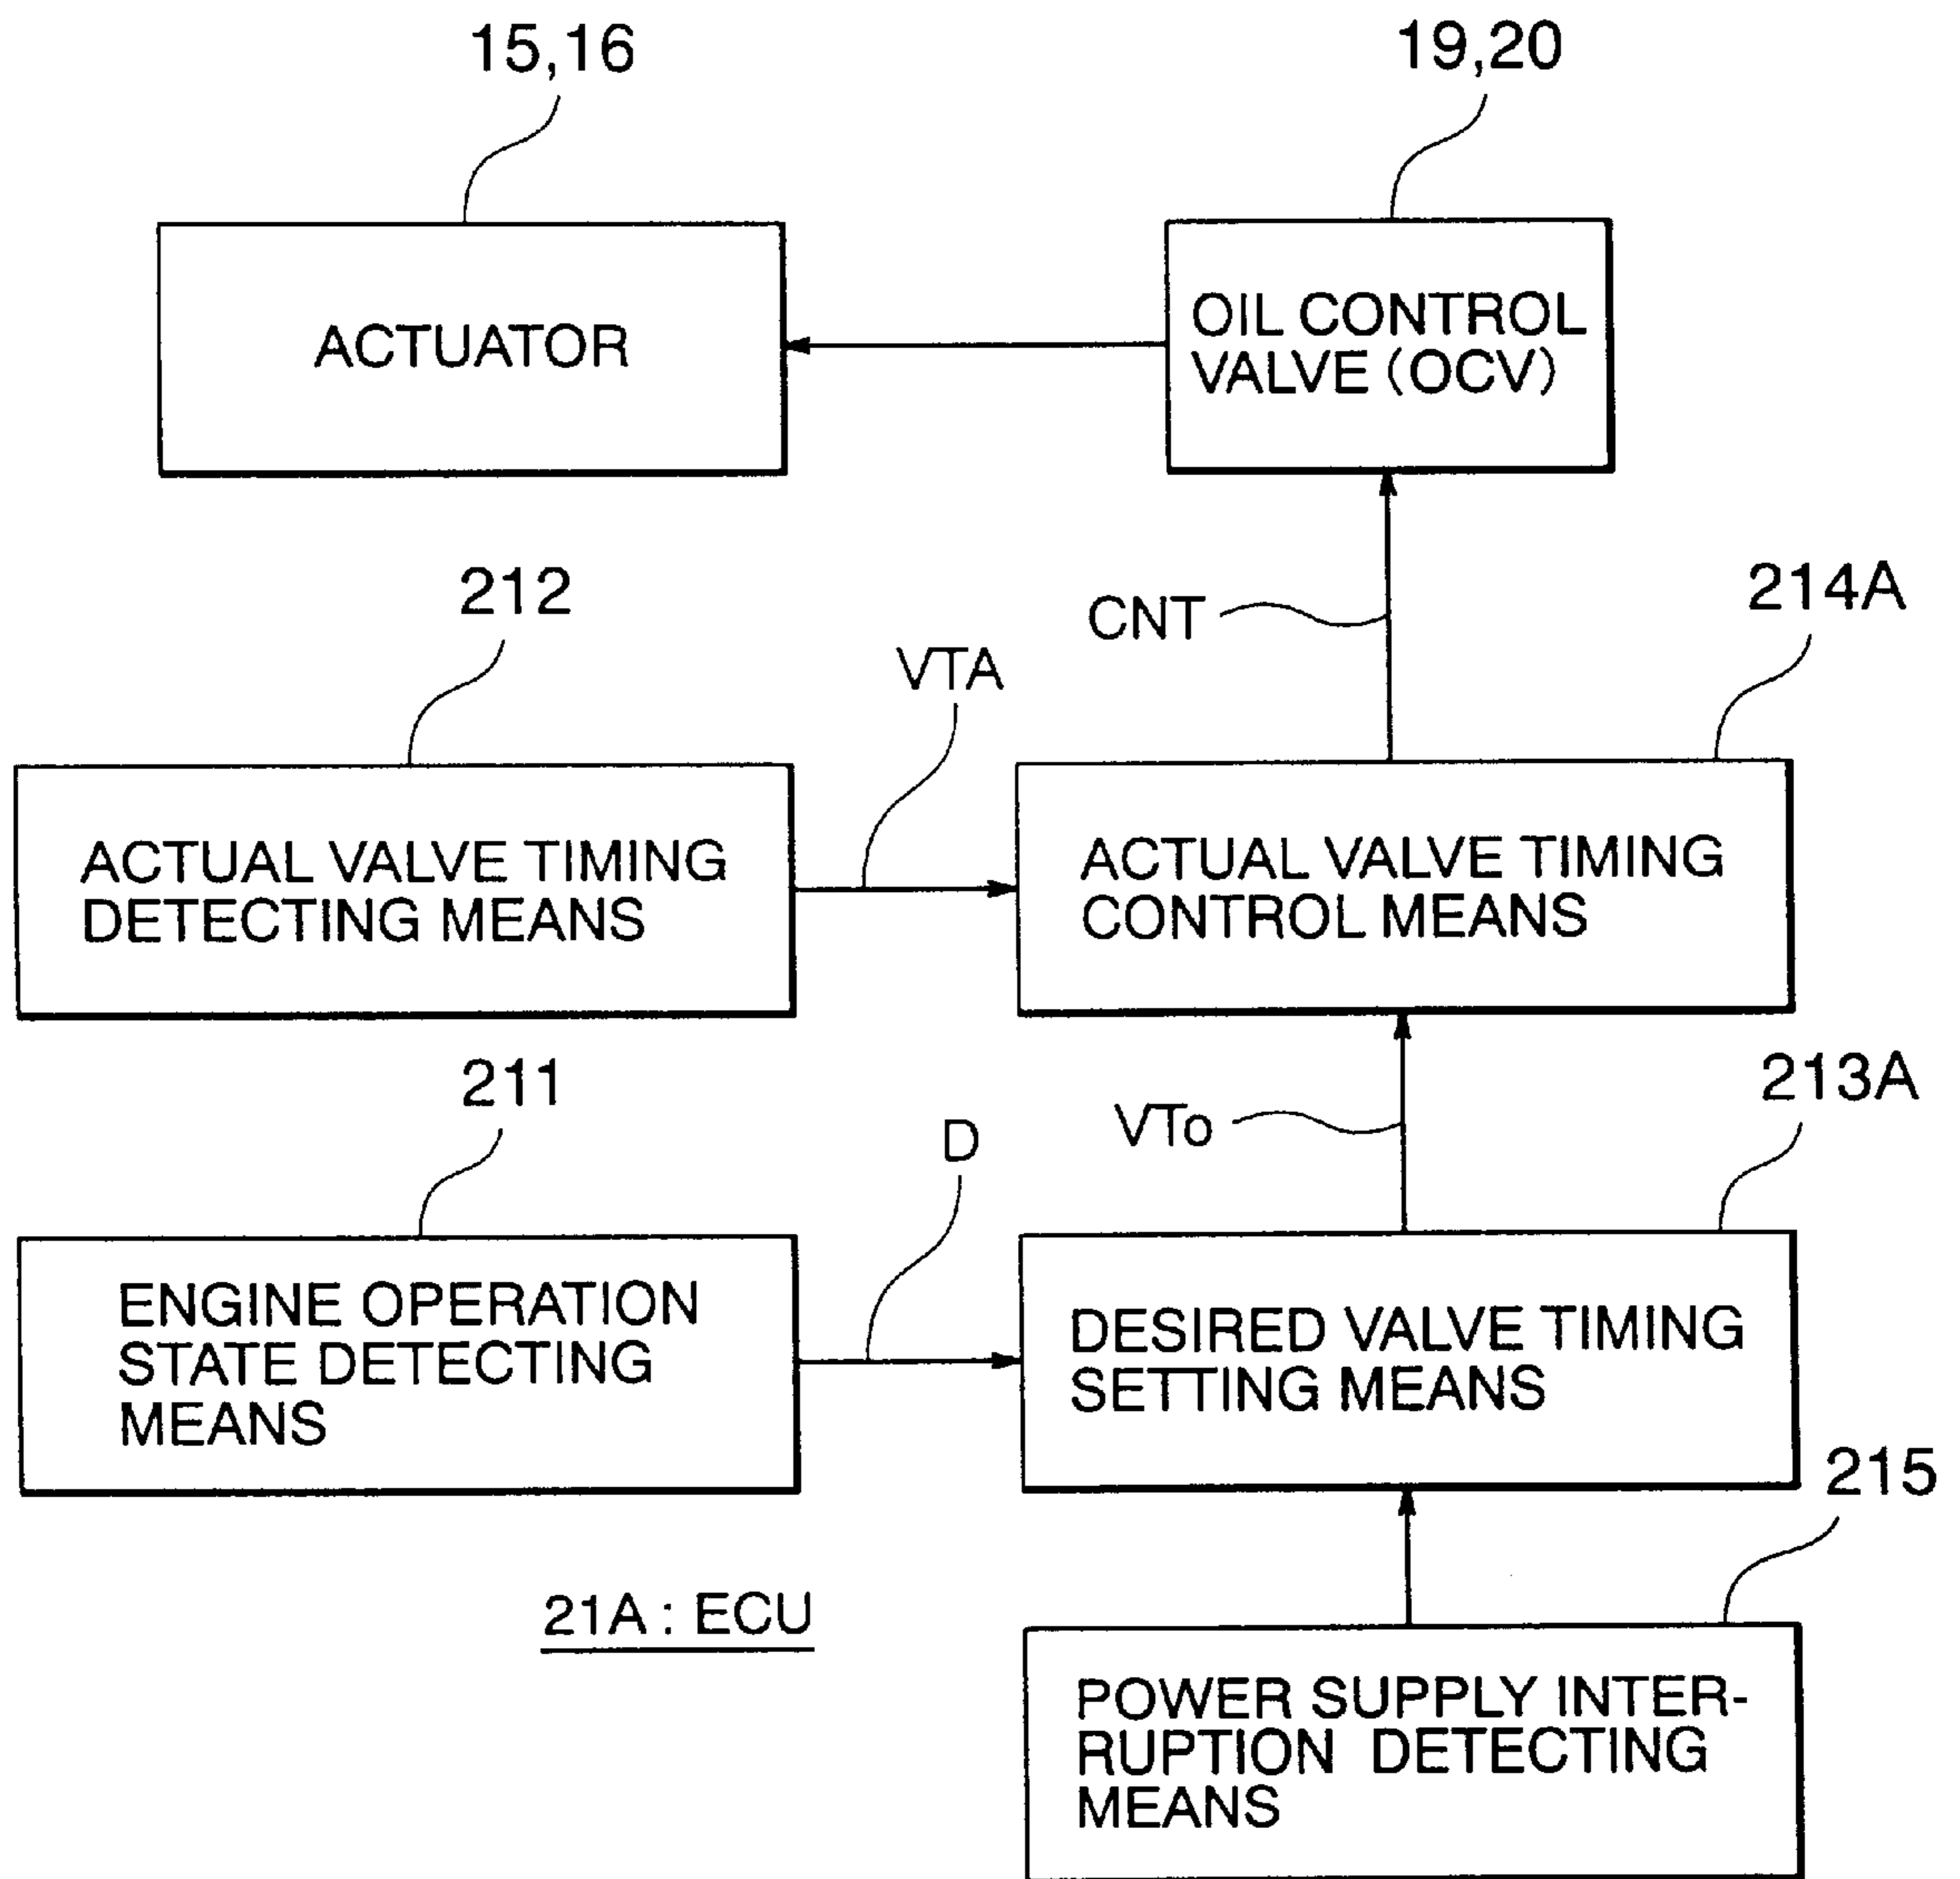 15,16
19,20
ACTUATOR
OIL CONTROL
VALVE (OCV)
212
VTA
CNT
214A
ACTUAL VALVE TIMING
DETECTING MEANS
ACTUAL VALVE TIMING
CONTROL MEANS
211
D
VTo
213A
ENGINE OPERATION
STATE DETECTING
MEANS
DESIRED VALVE TIMING
SETTING MEANS
215
21A : ECU
POWER SUPPLY INTER-
RUPTION DETECTING
MEANS